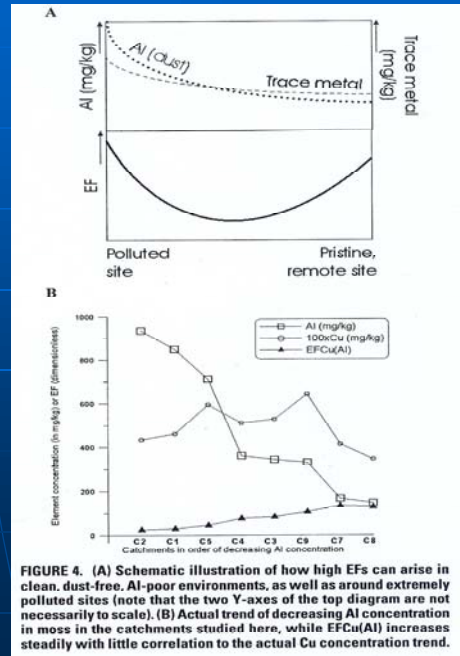 A
Al (mg/kg)
Al (dust)
Trace metal
Trace metal
(mg/kg)
EF
Polluted
site
Pristine,
remote site
B
Element concentration (in mg/kg) or EF (dimensionless)
1000
800
600
400
200
0
Al (mg/kg)
100xCu (mg/kg)
EFCu(Al)
C2 C1 C5 C4 C3 C9 C7 C8
Catchments in order of decreasing Al concentration
FIGURE 4. (A) Schematic illustration of how high EFs can arise in
clean, dust-free, Al-poor environments, as well as around extremely
polluted sites (note that the two Y-axes of the top diagram are not
necessarily to scale). (B) Actual trend of decreasing Al concentration
in moss in the catchments studied here, while EFCu(Al) increases
steadily with little correlation to the actual Cu concentration trend.